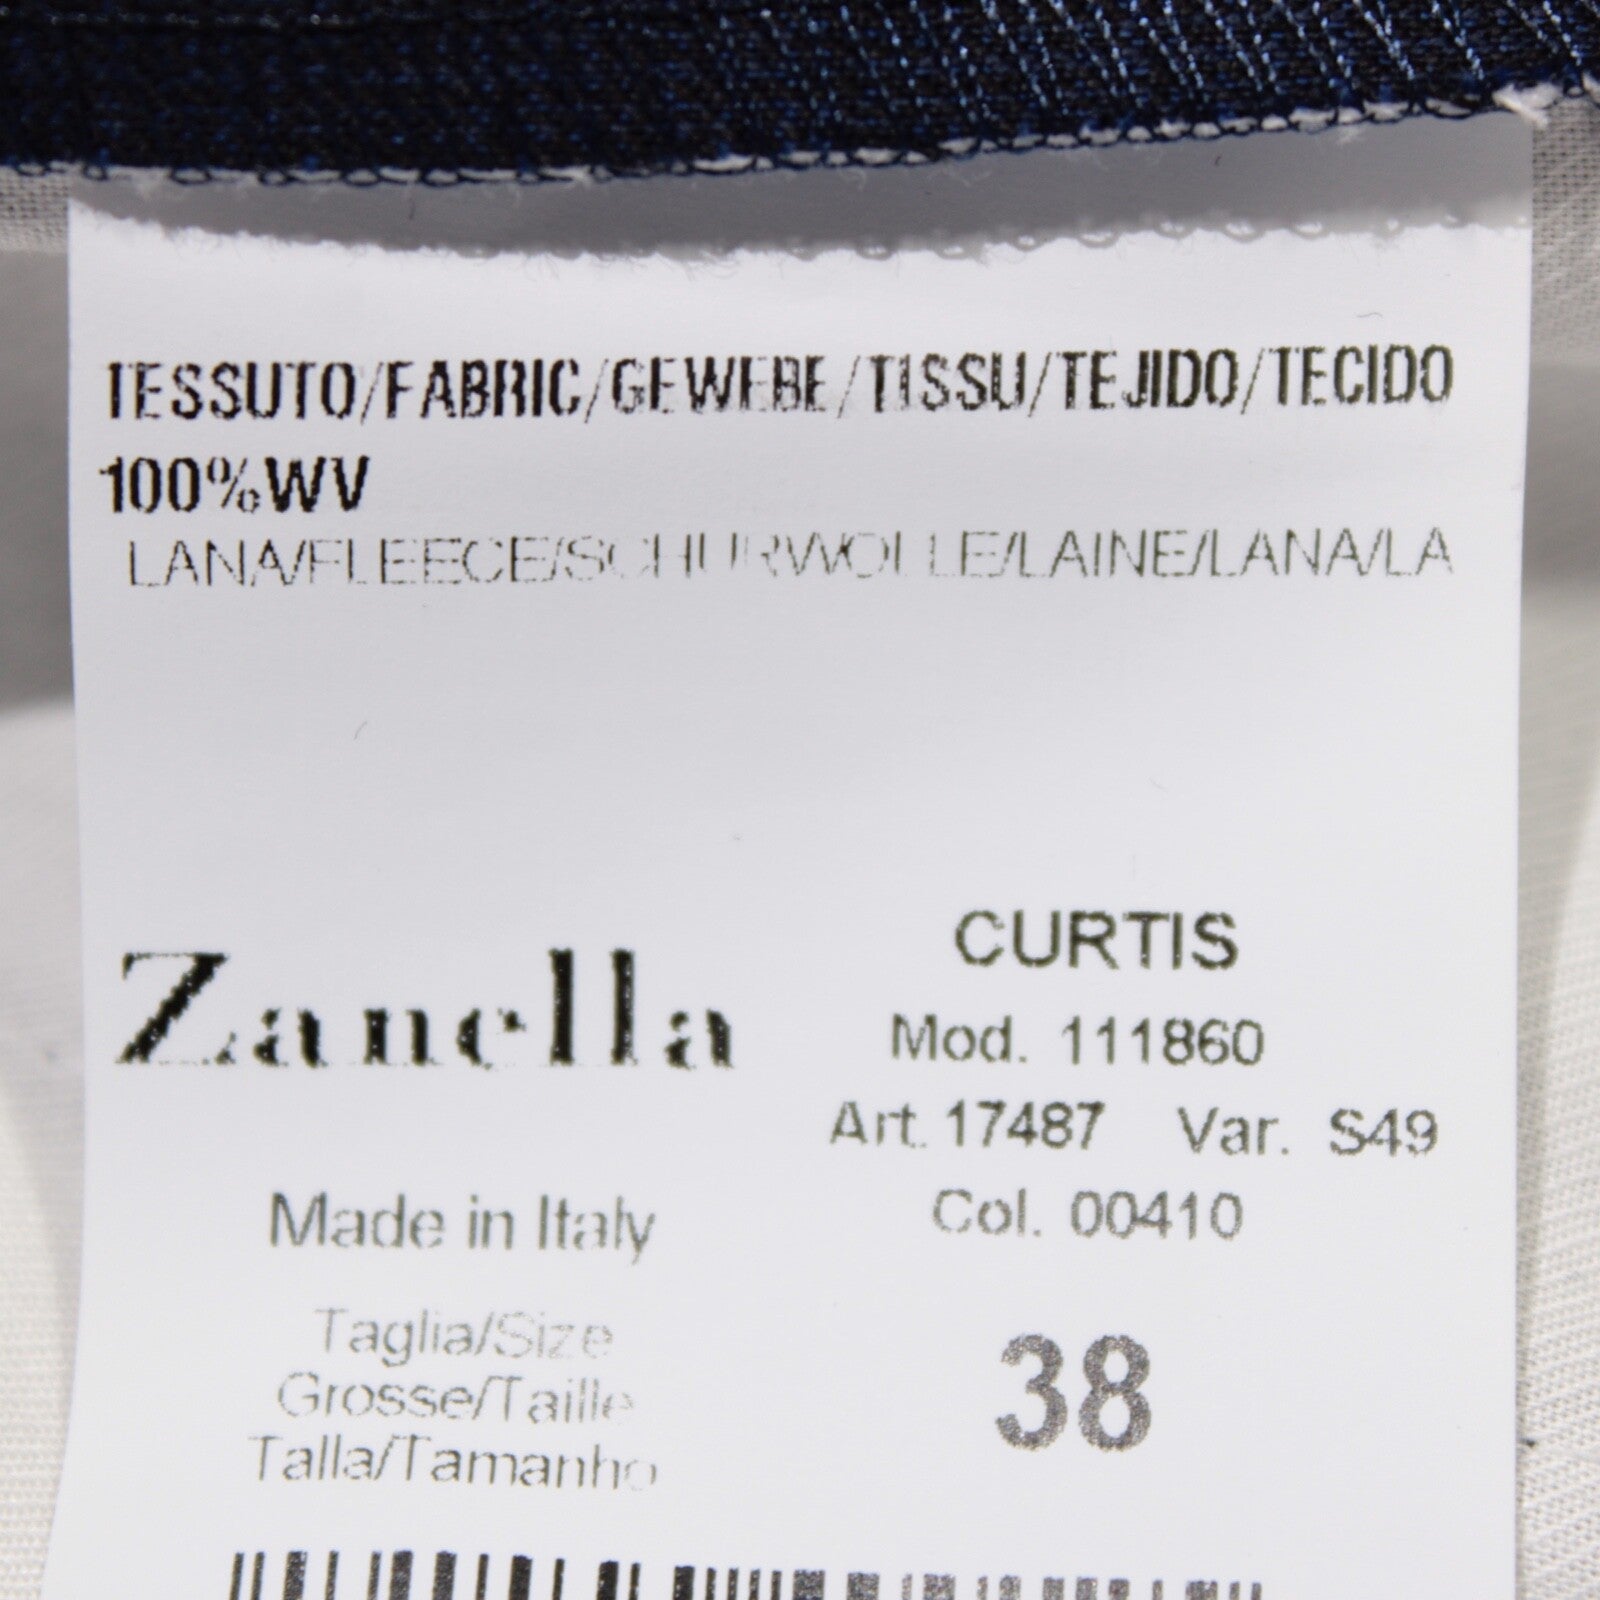 TESSUTO/FABRIC/GEWEBE/TISSU/TEJIDO/TECIDO
100%WV
LANA/FLEECE/SCHURWOLLE/LAINE/LANA/LA
Zanella
CURTIS
Mod. 111860
Art. 17487 Var. S49
Col. 00410
Made in Italy
Taglia/Size
Grosse/Taille
Talla/Tamanho
38